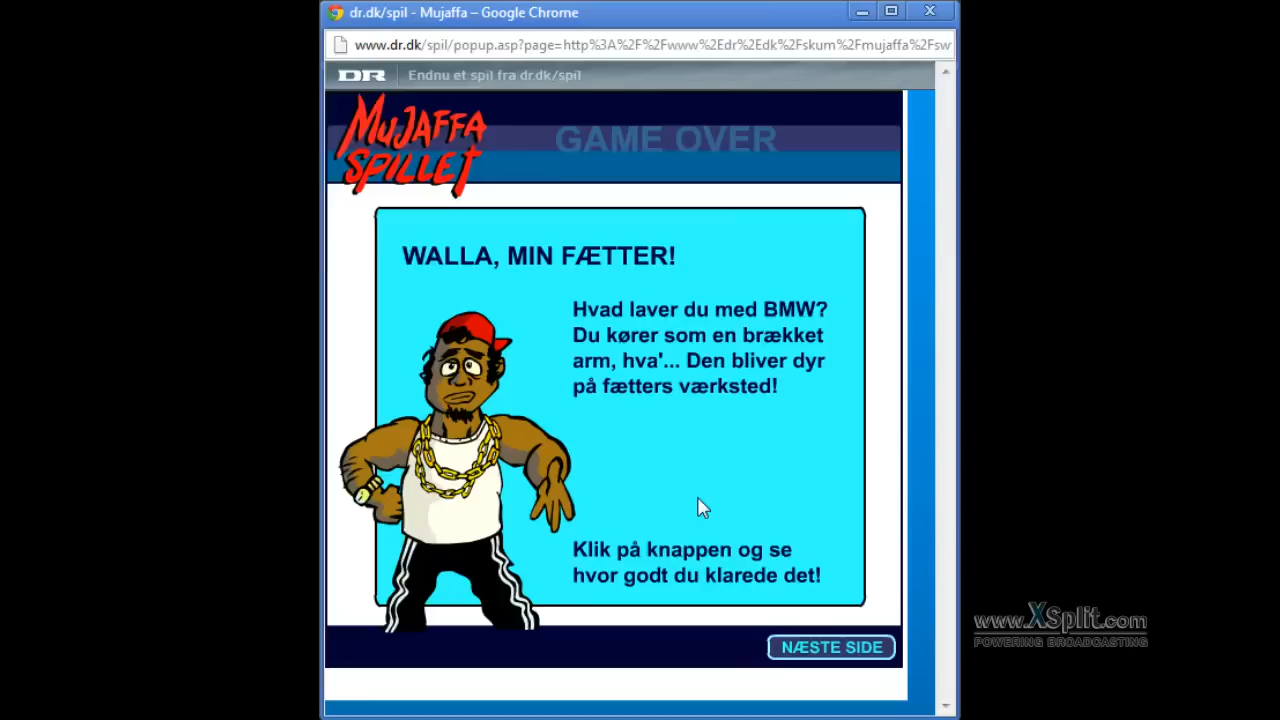 dr.dk/spil - Mujaffa – Google Chrome
www.dr.dk/spil/popup.asp?page=http%3A%2F%2Fwww%2Edr%2Edk%2Fskum%2Fmujaffa%2Fsw
DR Endnu et spil fra dr.dk/spil
MUJAFFA
SPILLET
GAME OVER
WALLA, MIN FÆTTER!
Hvad laver du med BMW?
Du kører som en brækket
arm, hva'... Den bliver dyr
på fætters værksted!
Klik på knappen og se
hvor godt du klarede det!
NÆSTE SIDE
www.XSplit.com
POWERING BROADCASTING